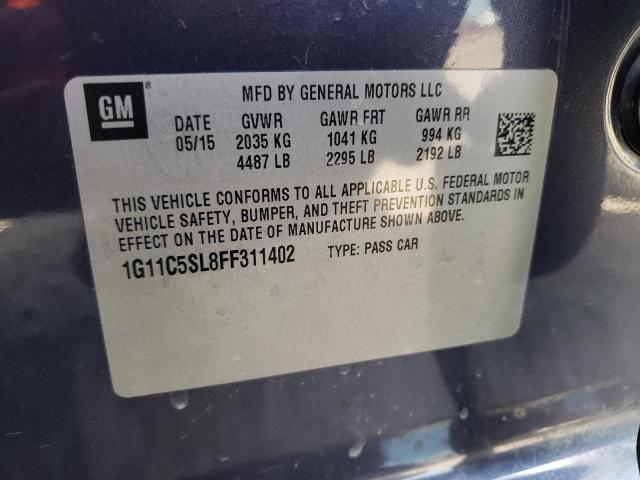 GM
®
MFD BY GENERAL MOTORS LLC
DATE GVWR GAWR FRT GAWR RR
05/15 2035 KG 1041 KG 994 KG
4487 LB 2295 LB 2192 LB
THIS VEHICLE CONFORMS TO ALL APPLICABLE U.S. FEDERAL MOTOR
VEHICLE SAFETY, BUMPER, AND THEFT PREVENTION STANDARDS IN
EFFECT ON THE DATE OF MANUFACTURE SHOWN ABOVE.
1G11C5SL8FF311402 TYPE: PASS CAR